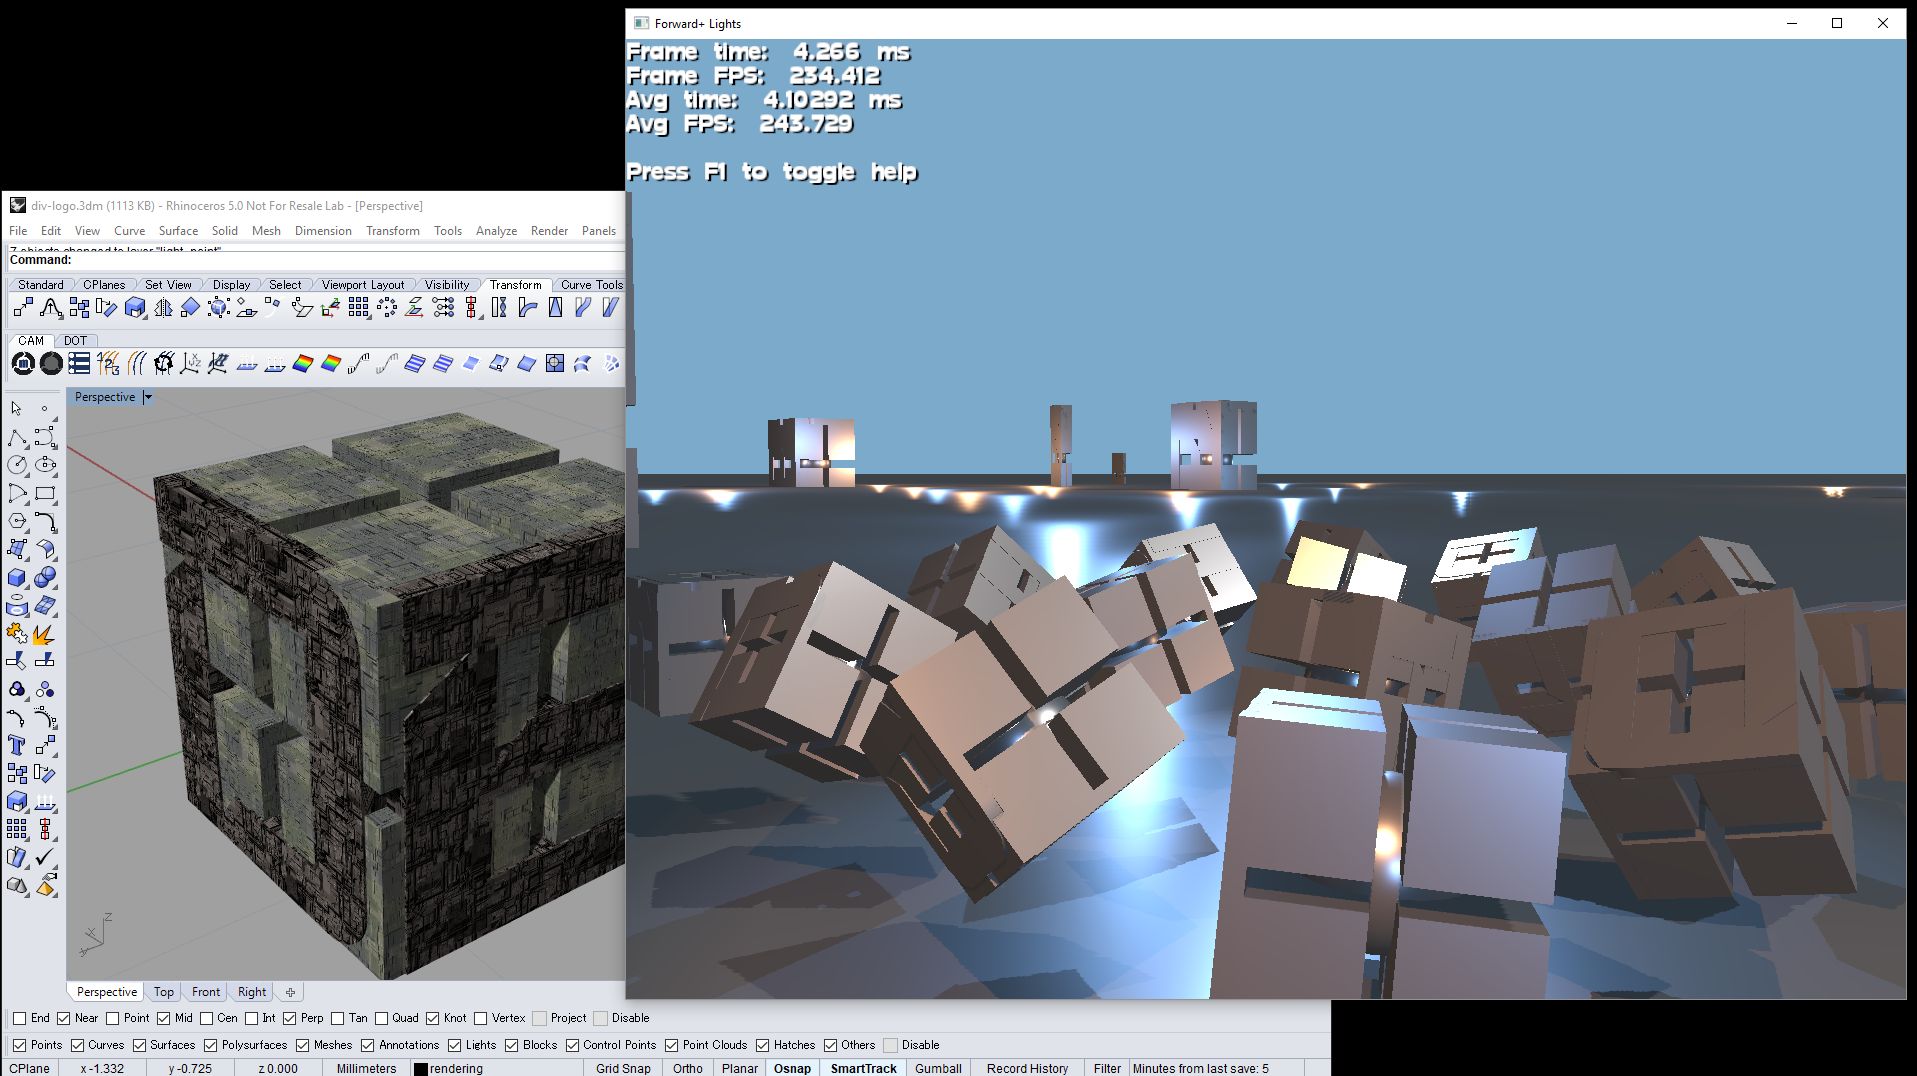 Forward+ Lights
Frame time: 4.266 ms
Frame FPS: 234.412
Avg time: 4.10292 ms
Avg FPS: 243.729
Press F1 to toggle help
div-logo.3dm (1113 KB) - Rhinoceros 5.0 Not For Resale Lab - [Perspective]
File Edit View Curve Surface Solid Mesh Dimension Transform Tools Analyze Render Panels
7 objects changed to layer "light_point"
Command:
Standard CPlanes Set View Display Select Viewport Layout Visibility Transform Curve Tools
CAM DOT
Perspective
z
x
y
Perspective Top Front Right
End Near Point Mid Cen Int Perp Tan Quad Knot Vertex Project Disable
Points Curves Surfaces Polysurfaces Meshes Annotations Lights Blocks Control Points Point Clouds Hatches Others Disable
CPlane x -1.332 y -0.725 z 0.000 Millimeters rendering Grid Snap Ortho Planar Osnap SmartTrack Gumball Record History Filter Minutes from last save: 5